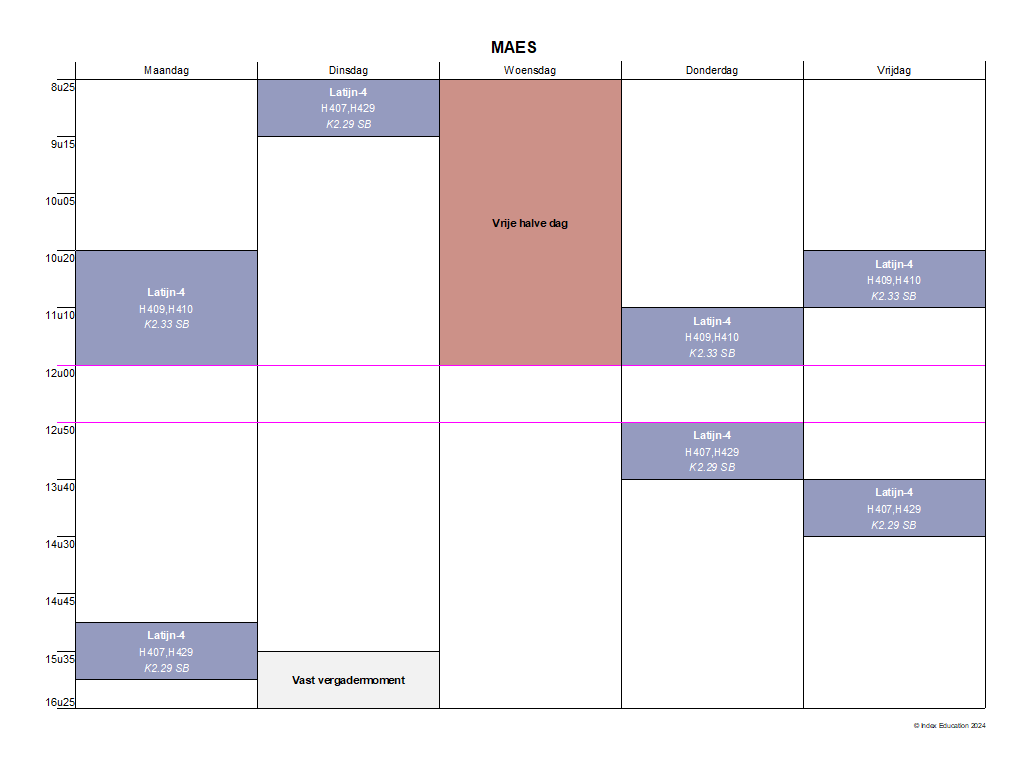 MAES
Maandag Dinsdag Woensdag Donderdag Vrijdag
8u25
Latijn-4
H407,H429
K2.29 SB
9u15
10u05
Vrije halve dag
10u20
Latijn-4
H409,H410
K2.33 SB
Latijn-4
H409,H410
K2.33 SB
11u10
Latijn-4
H409,H410
K2.33 SB
12u00
12u50
Latijn-4
H407,H429
K2.29 SB
13u40
Latijn-4
H407,H429
K2.29 SB
14u30
14u45
Latijn-4
H407,H429
K2.29 SB
15u35
Vast vergadermoment
16u25
© Index Education 2024